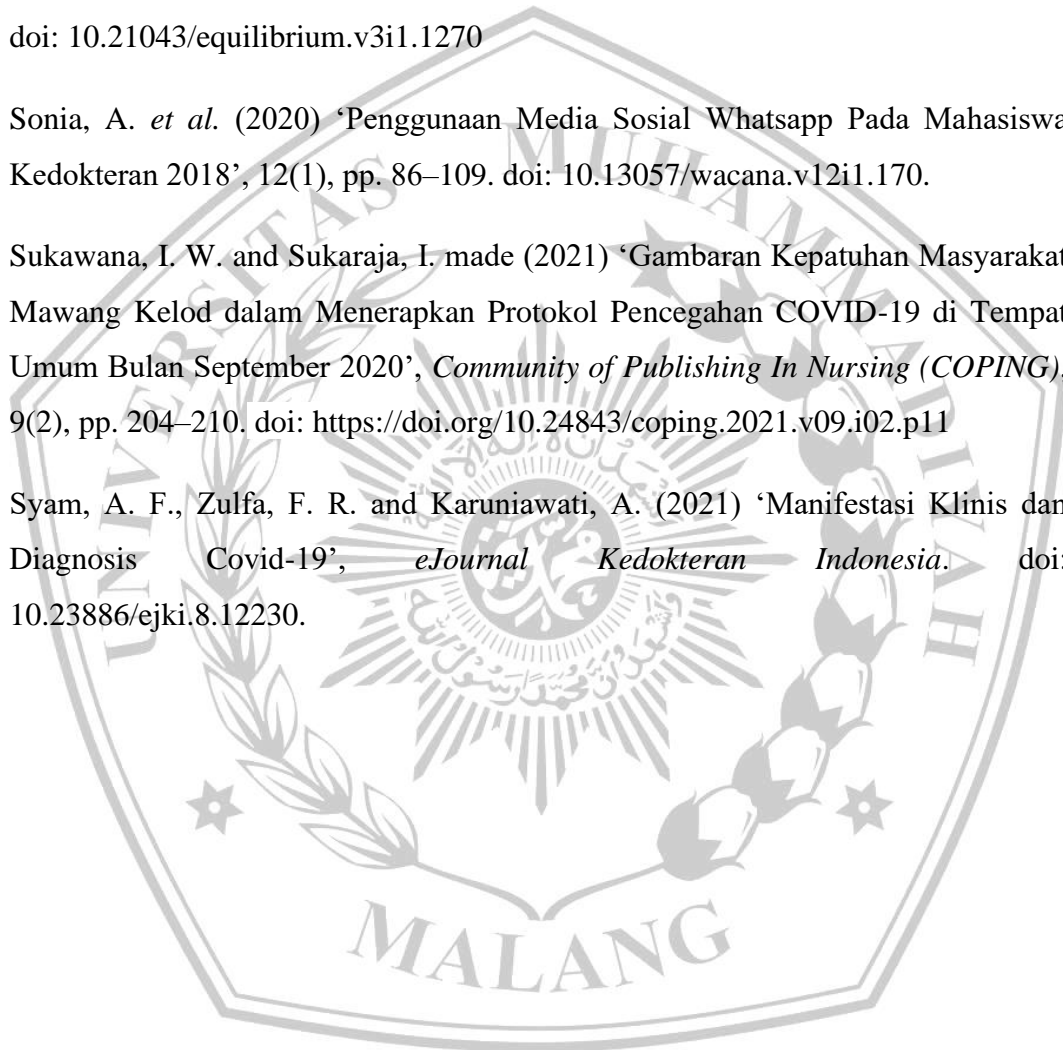 doi: 10.21043/equilibrium.v3i1.1270
Sonia, A. et al. (2020) ‘Penggunaan Media Sosial Whatsapp Pada Mahasiswa
Kedokteran 2018’, 12(1), pp. 86–109. doi: 10.13057/wacana.v12i1.170.
Sukawana, I. W. and Sukaraja, I. made (2021) ‘Gambaran Kepatuhan Masyarakat
Mawang Kelod dalam Menerapkan Protokol Pencegahan COVID-19 di Tempat
Umum Bulan September 2020’, Community of Publishing In Nursing (COPING),
9(2), pp. 204–210. doi: https://doi.org/10.24843/coping.2021.v09.i02.p11
Syam, A. F., Zulfa, F. R. and Karuniawati, A. (2021) ‘Manifestasi Klinis dan
Diagnosis Covid-19’, eJournal Kedokteran Indonesia. doi:
10.23886/ejki.8.12230.
UNIVERSITAS MUHAMMADIYAH
MALANG